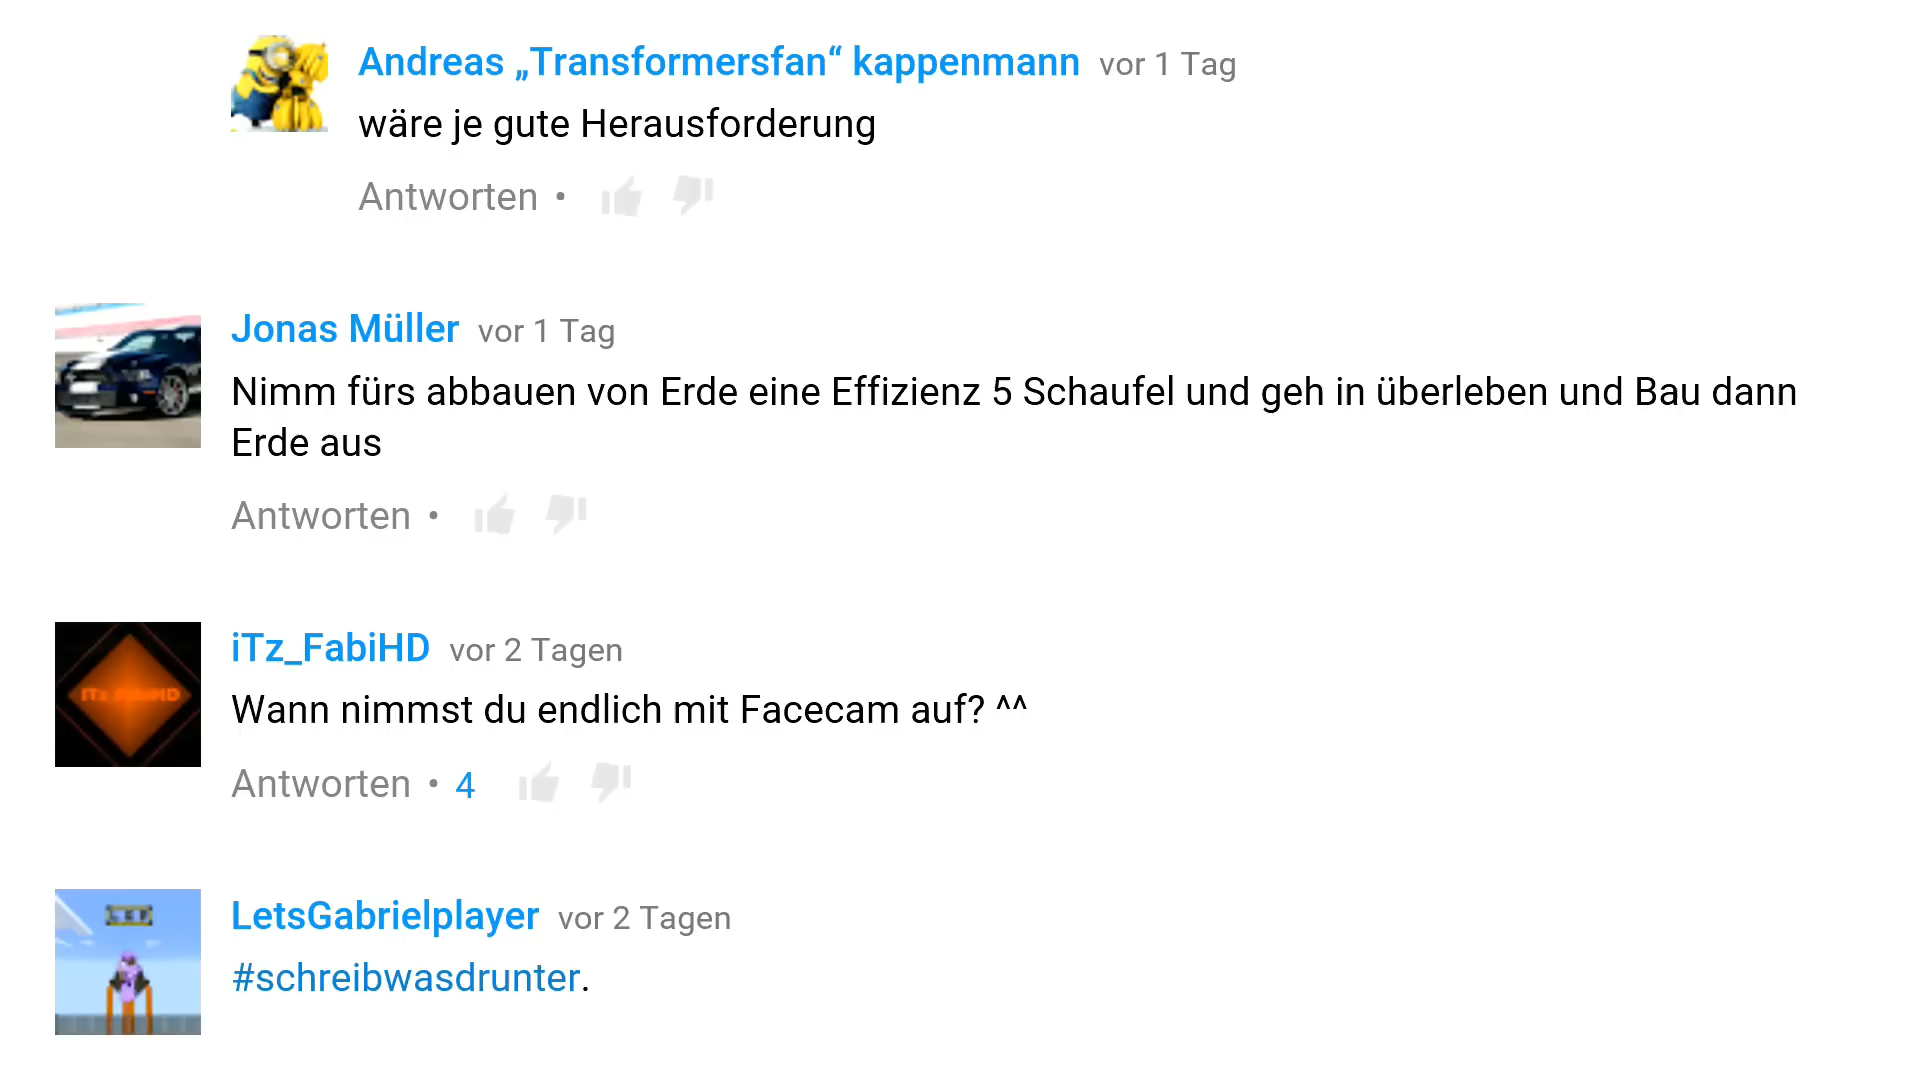 Andreas „Transformersfan“ kappenmann vor 1 Tag
wäre je gute Herausforderung
Antworten •
Jonas Müller vor 1 Tag
Nimm fürs abbauen von Erde eine Effizienz 5 Schaufel und geh in überleben und Bau dann
Erde aus
Antworten •
iTz_FabiHD vor 2 Tagen
Wann nimmst du endlich mit Facecam auf? ^^
Antworten • 4
LetsGabrielplayer vor 2 Tagen
#schreibwasdrunter.